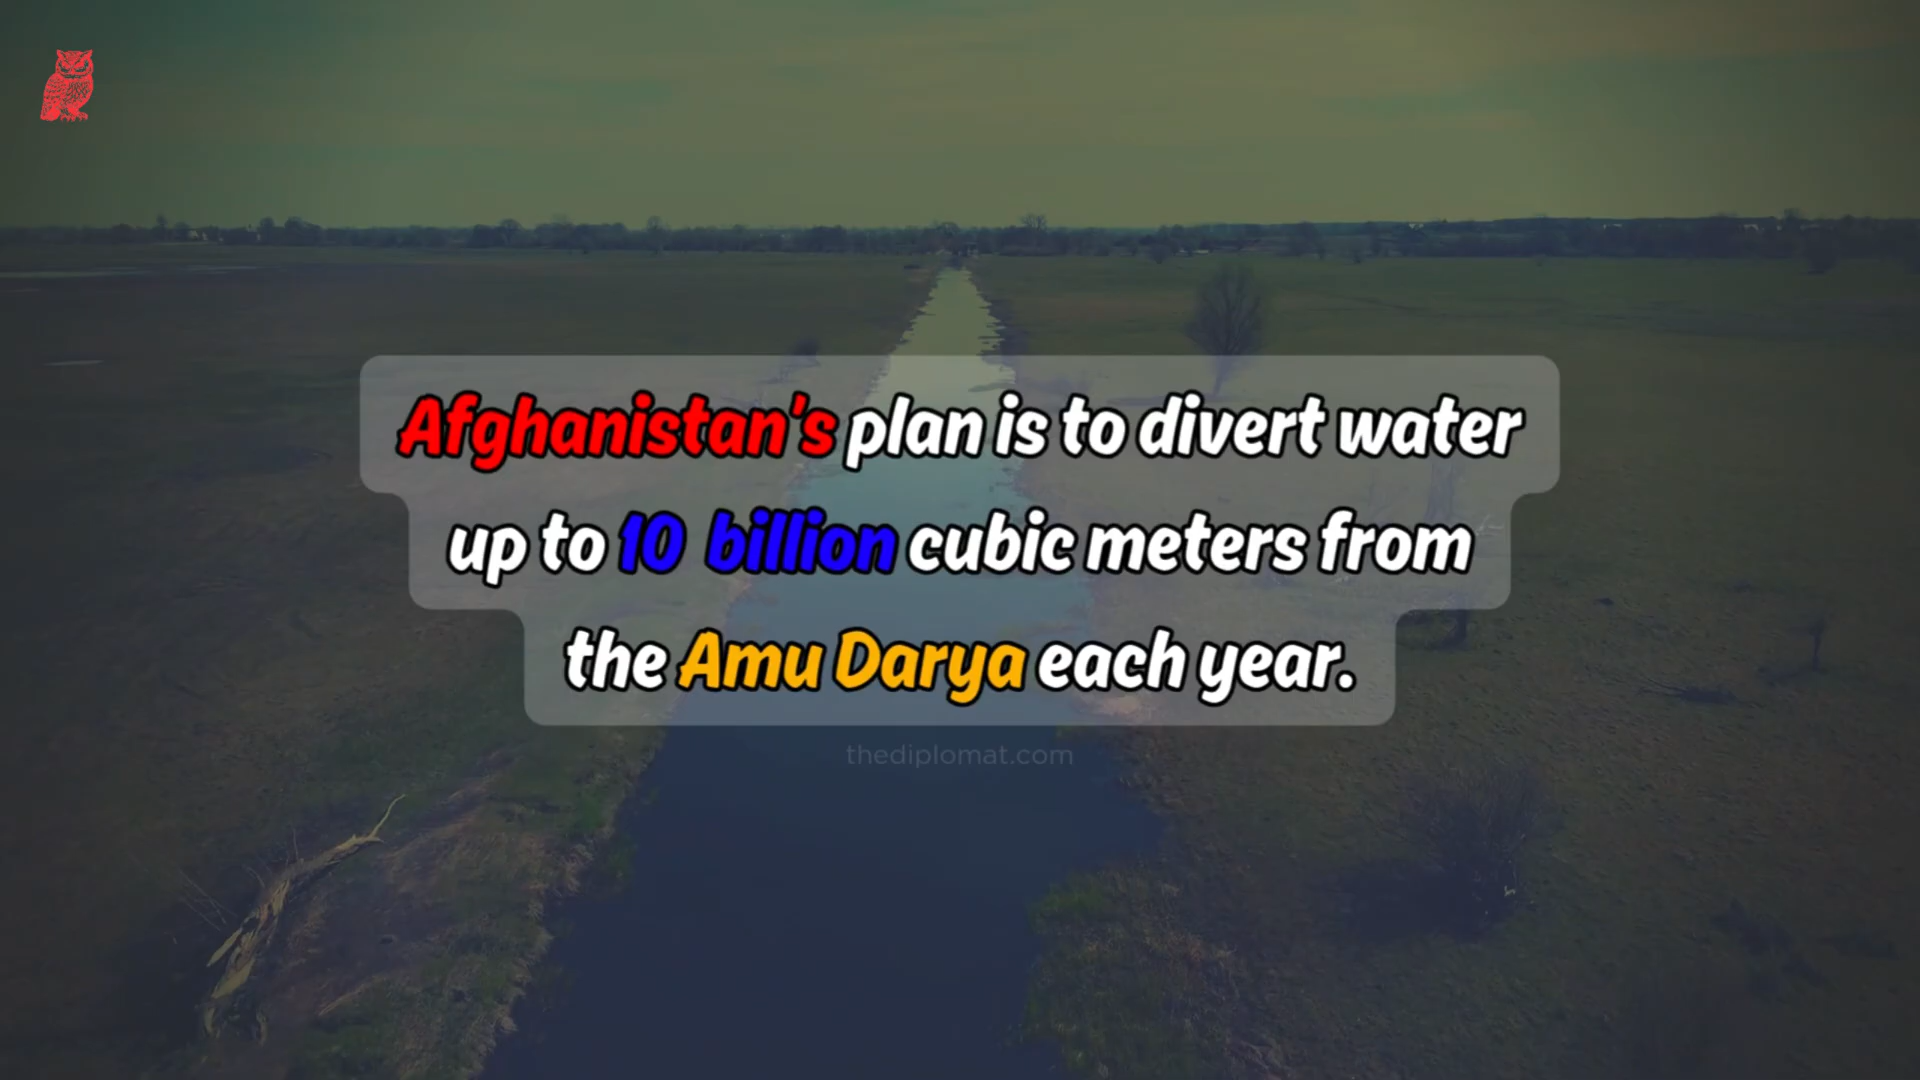 Afghanistan's plan is to divert water
up to 10 billion cubic meters from
the Amu Darya each year.
thediplomat.com